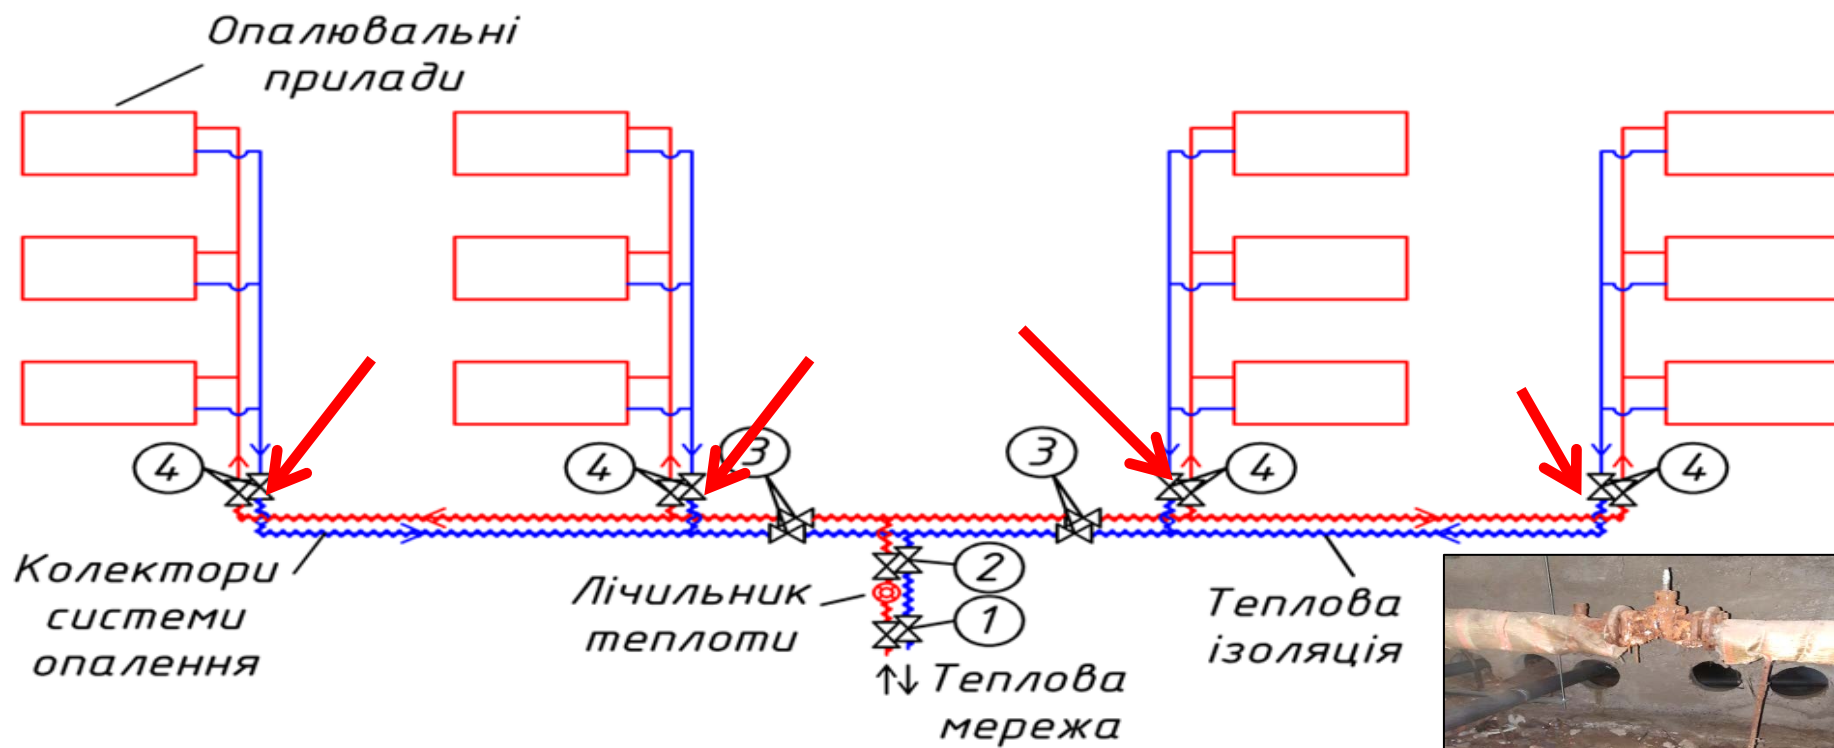 Опалювальні
прилади
4
4
3
3
4
4
Колектори
системи
опалення
Лічильник
теплоти
2
1
Теплова
мережа
Теплова
ізоляція